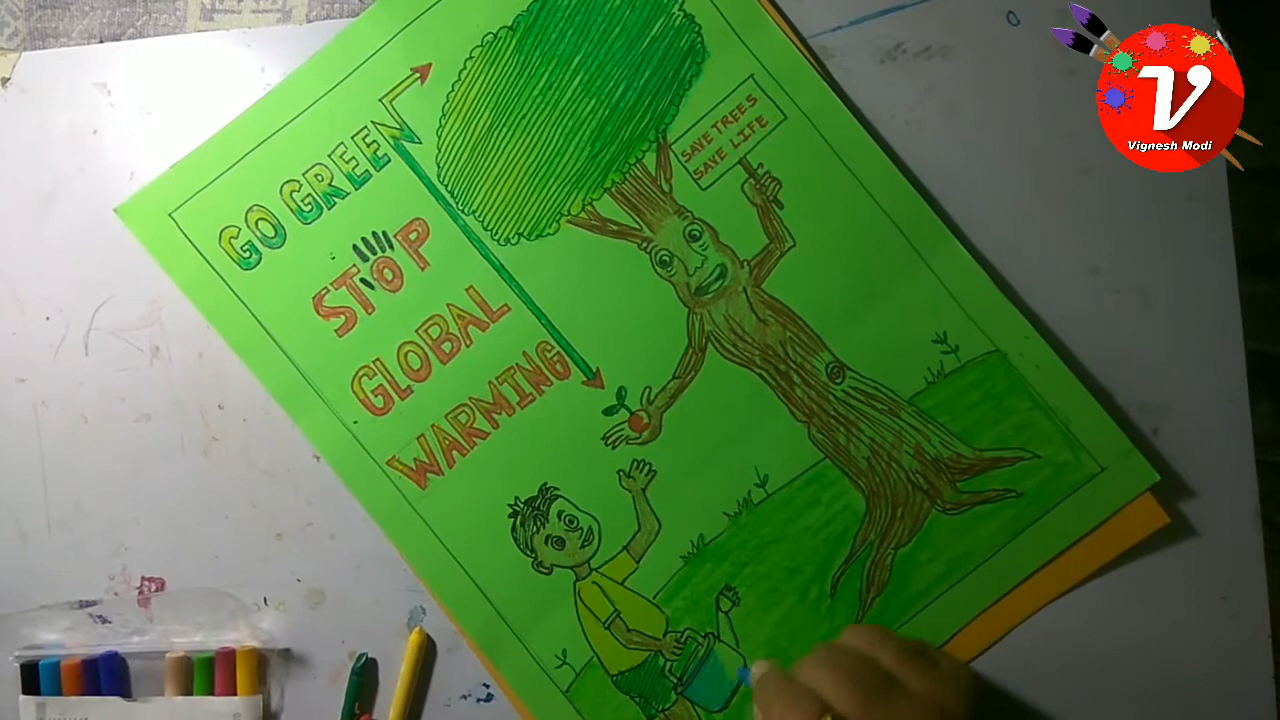 GO GREEN
STOP
GLOBAL
WARMING
SAVE TREES
SAVE LIFE
V
Vignesh Modi